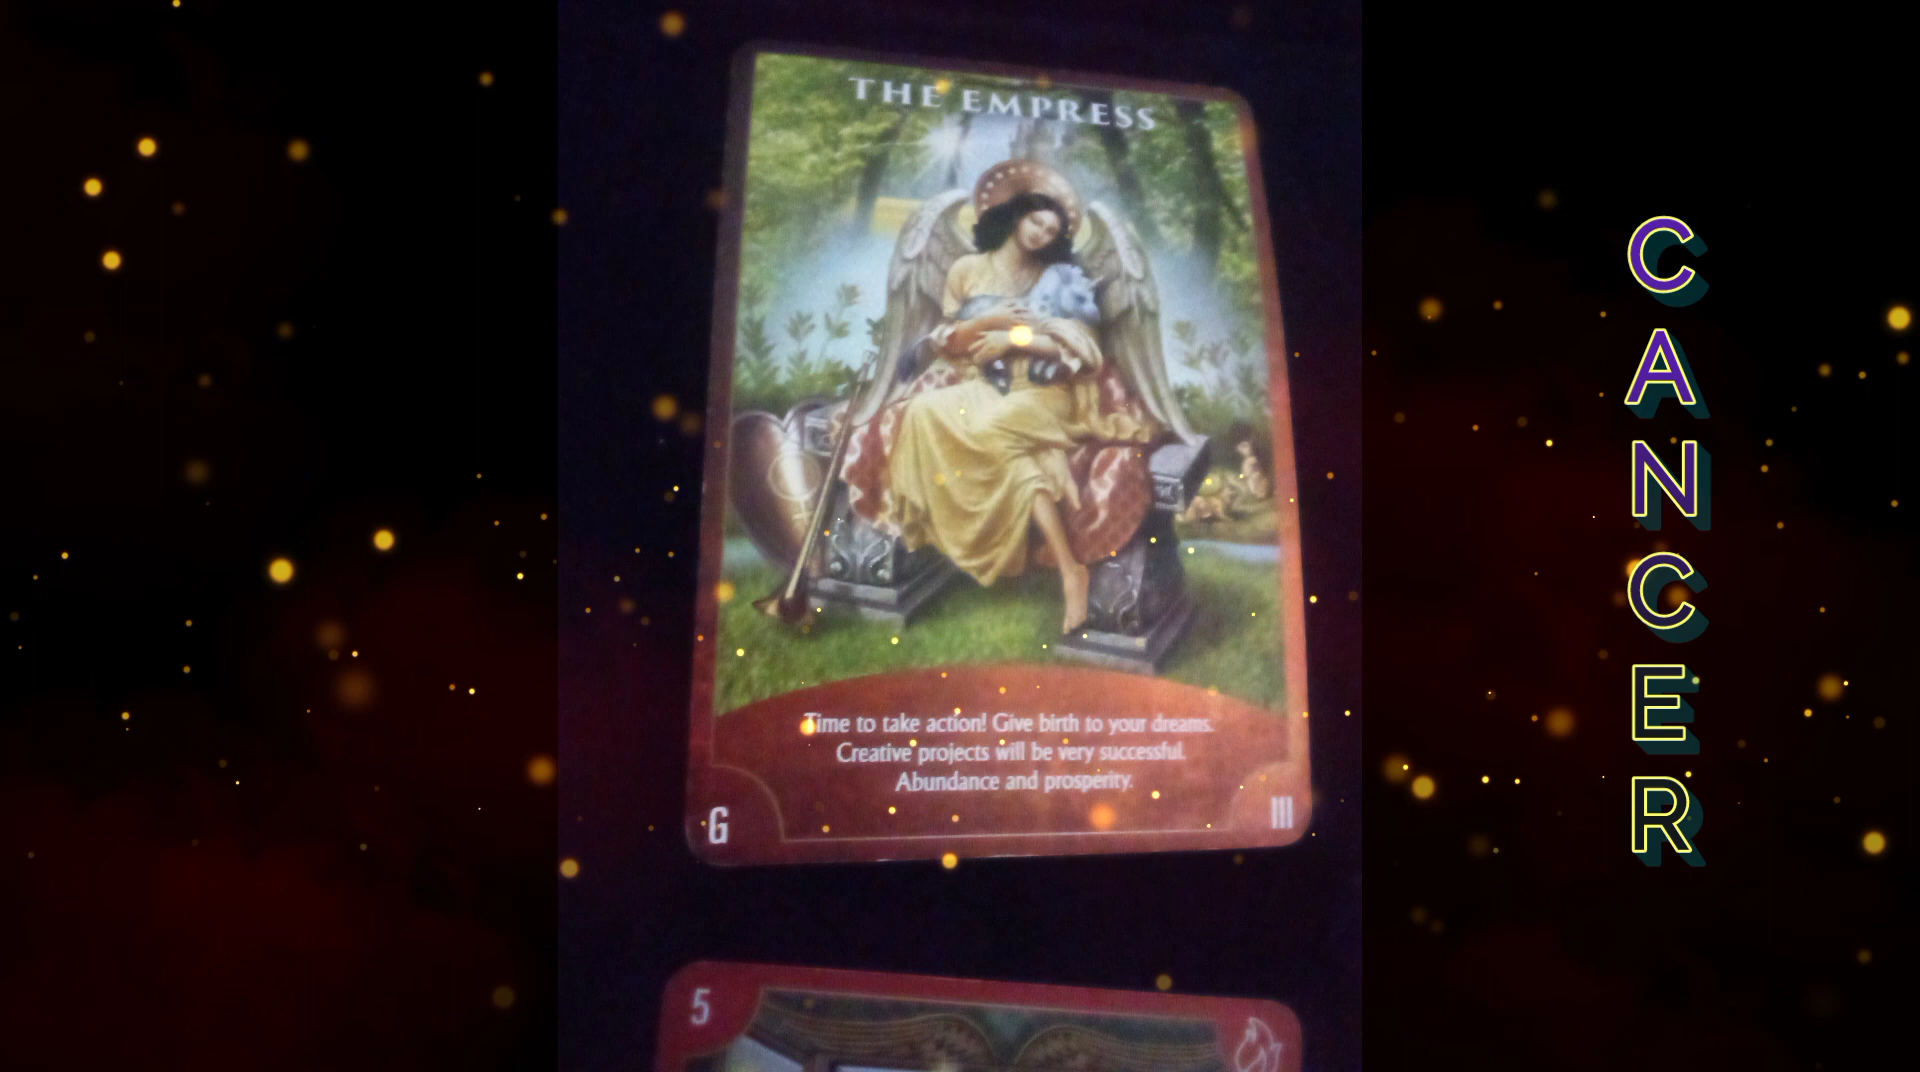 THE EMPRESS
Time to take action! Give birth to your dreams.
Creative projects will be very successful.
Abundance and prosperity.
G
III
5
CANCER